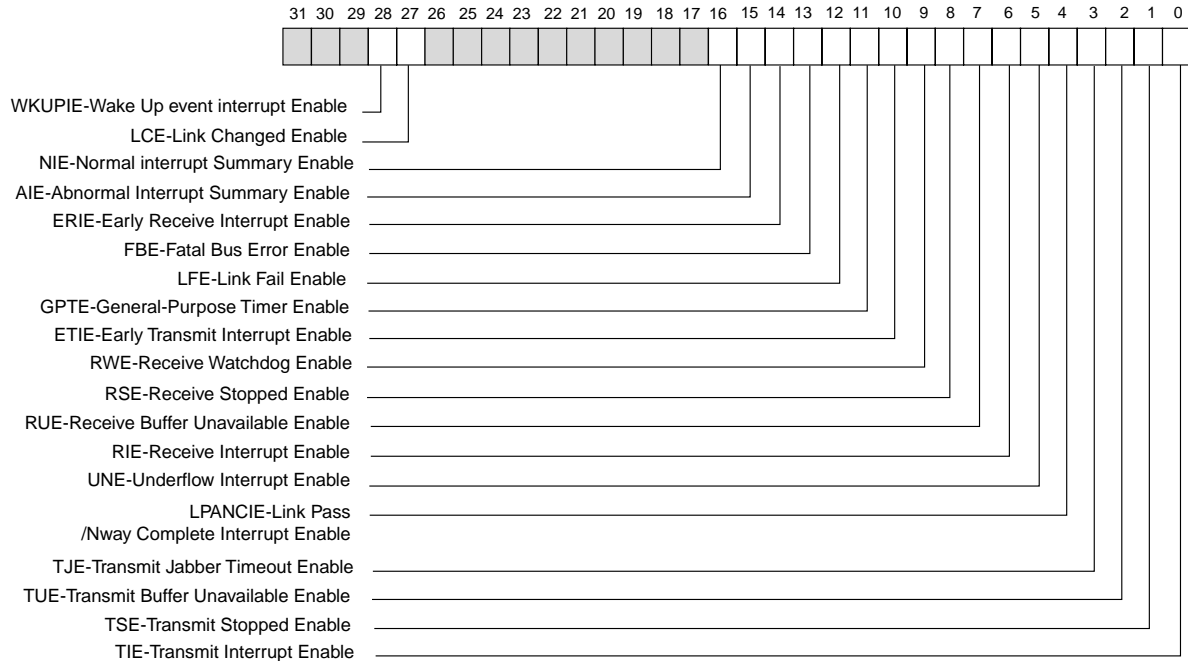 31 30 29 28 27 26 25 24 23 22 21 20 19 18 17 16 15 14 13 12 11 10 9 8 7 6 5 4 3 2 1 0
WKUPIE-Wake Up event interrupt Enable
LCE-Link Changed Enable
NIE-Normal interrupt Summary Enable
AIE-Abnormal Interrupt Summary Enable
ERIE-Early Receive Interrupt Enable
FBE-Fatal Bus Error Enable
LFE-Link Fail Enable
GPTE-General-Purpose Timer Enable
ETIE-Early Transmit Interrupt Enable
RWE-Receive Watchdog Enable
RSE-Receive Stopped Enable
RUE-Receive Buffer Unavailable Enable
RIE-Receive Interrupt Enable
UNE-Underflow Interrupt Enable
LPANCIE-Link Pass
/Nway Complete Interrupt Enable
TJE-Transmit Jabber Timeout Enable
TUE-Transmit Buffer Unavailable Enable
TSE-Transmit Stopped Enable
TIE-Transmit Interrupt Enable